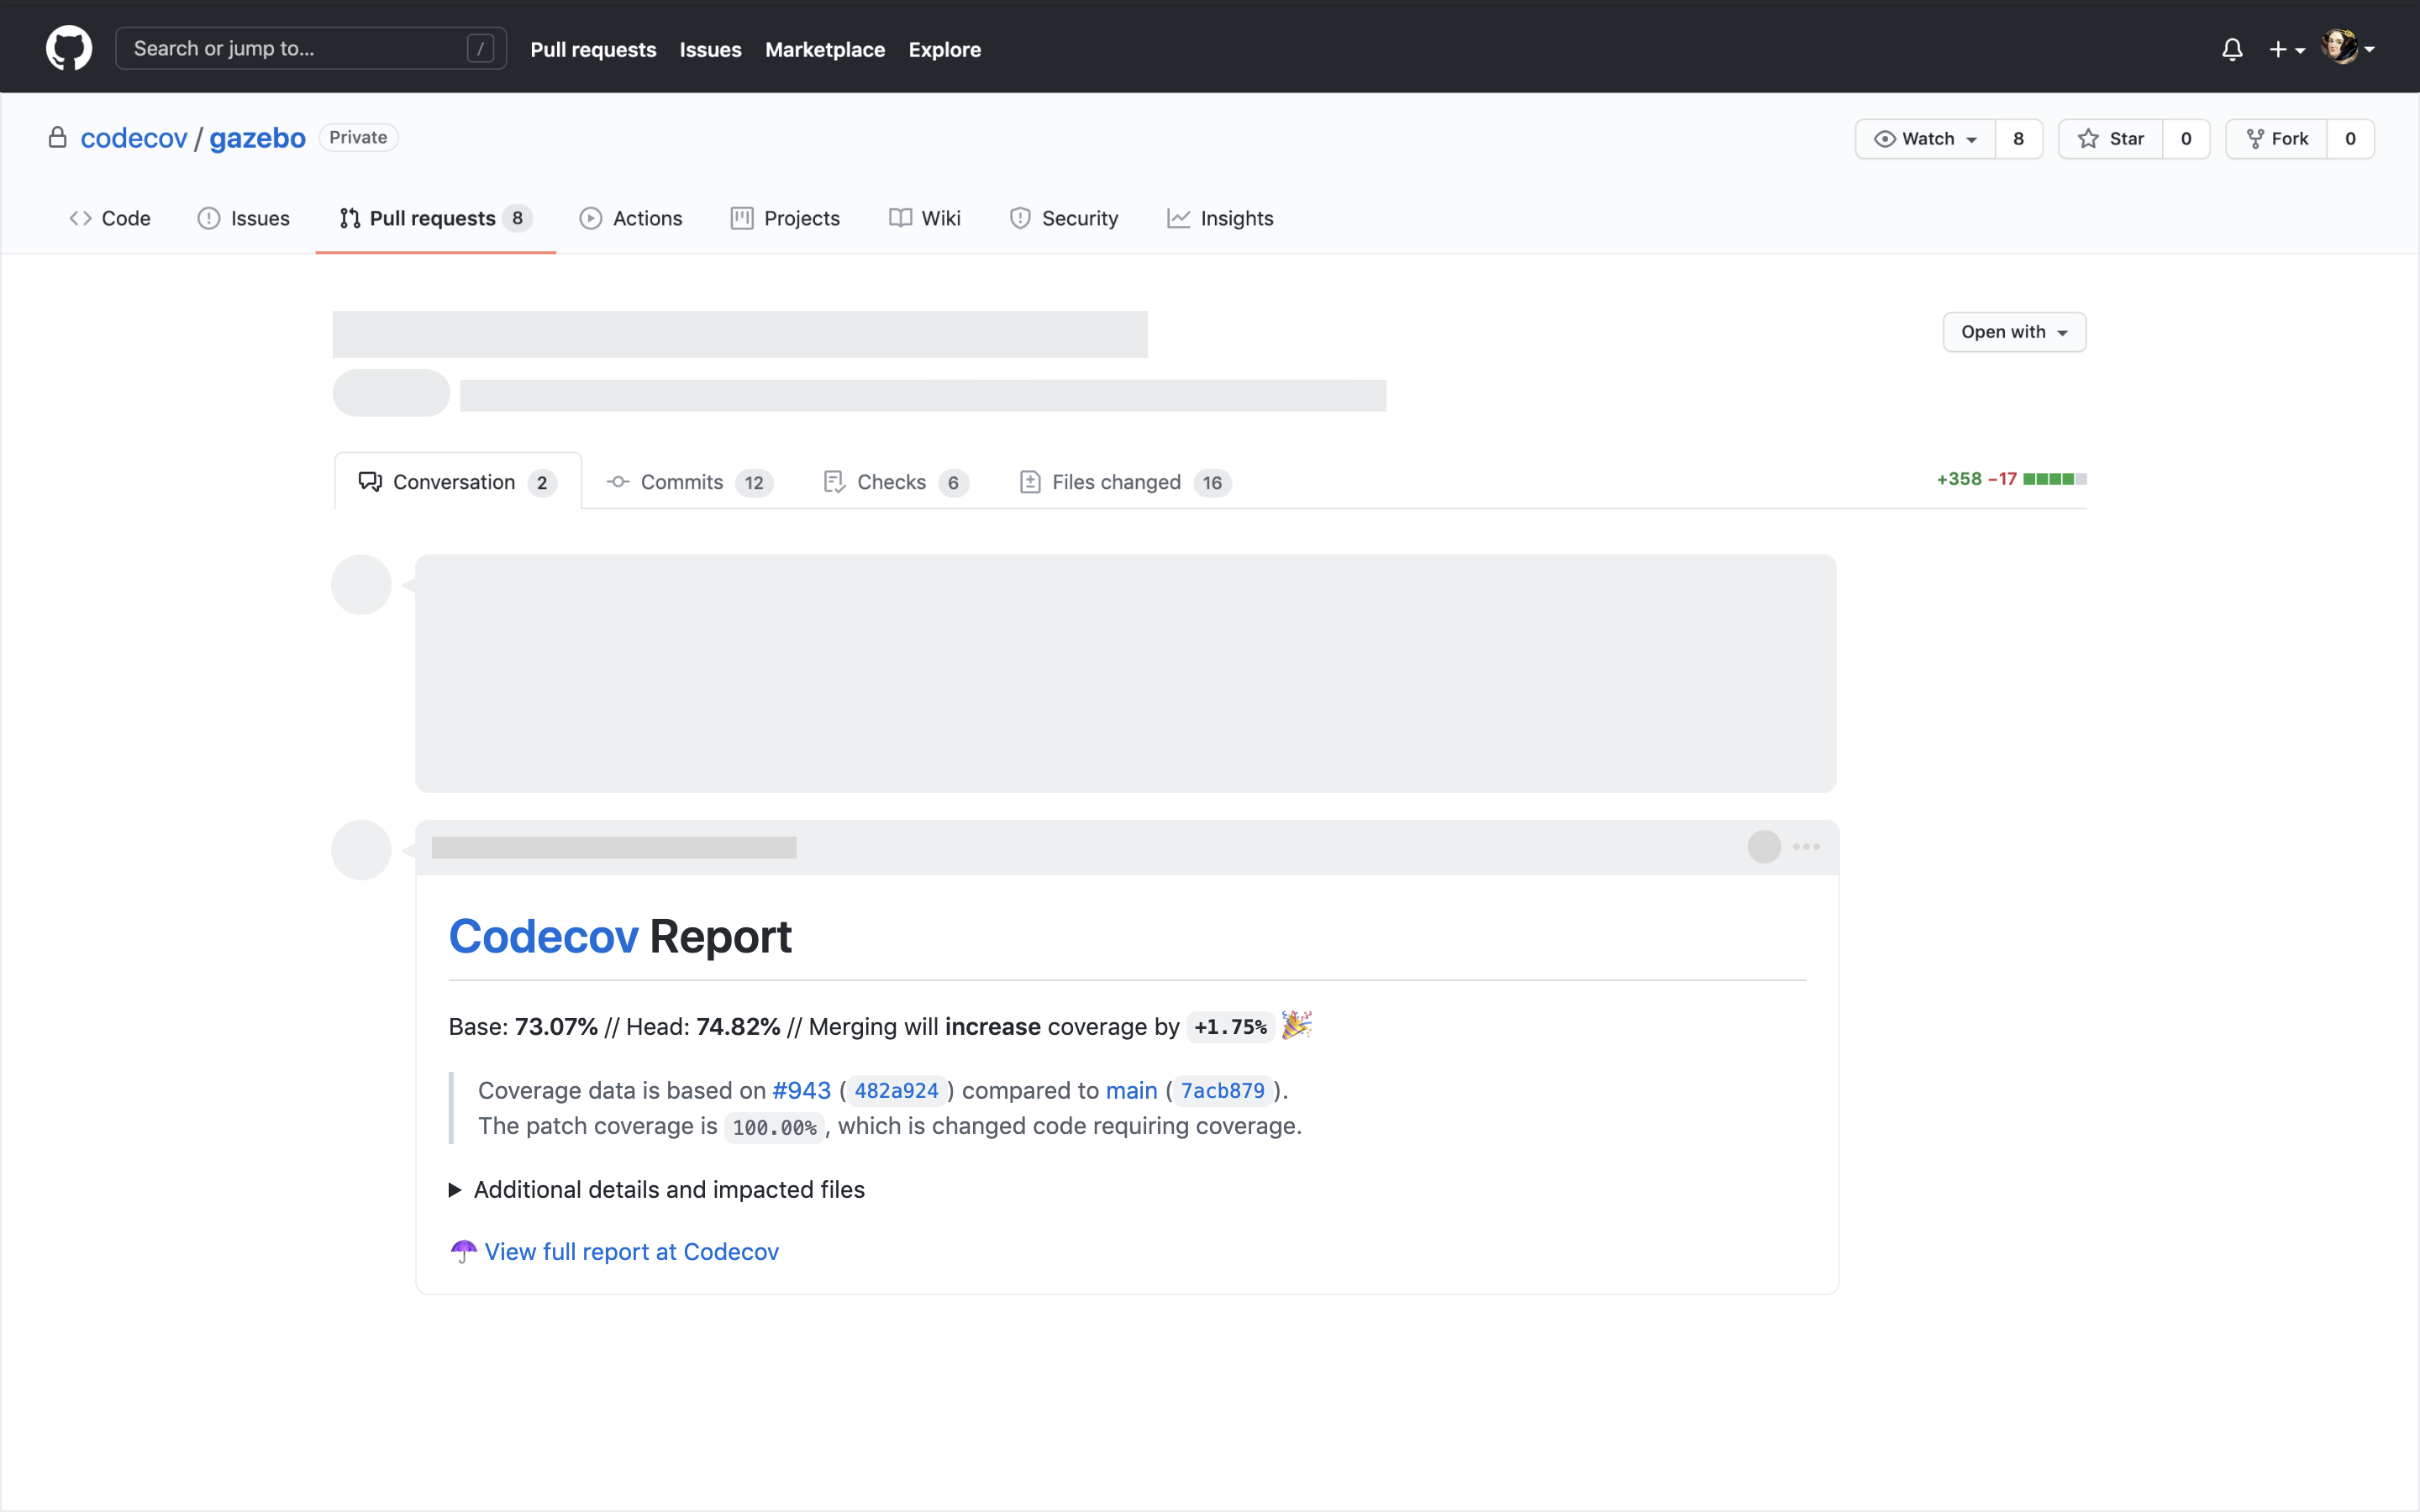 Search or jump to... / Pull requests Issues Marketplace Explore
codecov / gazebo Private Watch 8 Star 0 Fork 0
Code Issues Pull requests 8 Actions Projects Wiki Security Insights
Open with
Conversation 2 Commits 12 Checks 6 Files changed 16 +358 −17
Codecov Report
Base: 73.07% // Head: 74.82% // Merging will increase coverage by +1.75% 🎉
Coverage data is based on #943 (482a924) compared to main (7acb879).
The patch coverage is 100.00%, which is changed code requiring coverage.
Additional details and impacted files
☂ View full report at Codecov